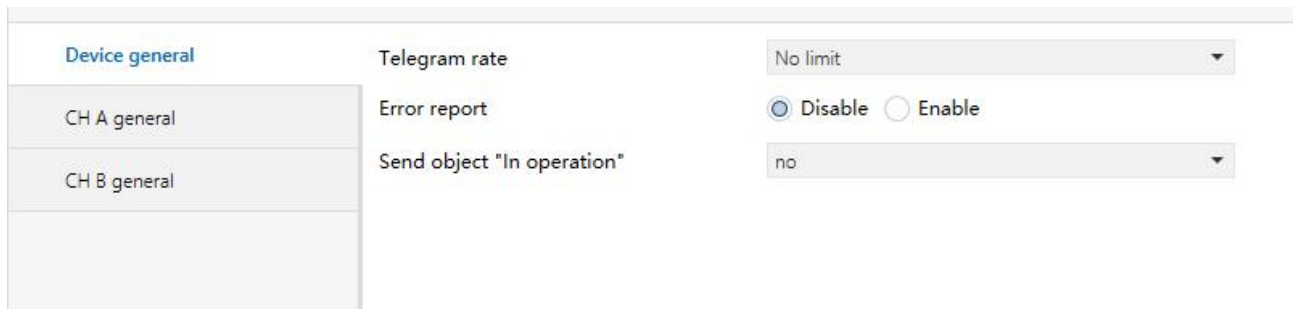 Device general
CH A general
CH B general
Telegram rate No limit
Error report Disable Enable
Send object "In operation" no